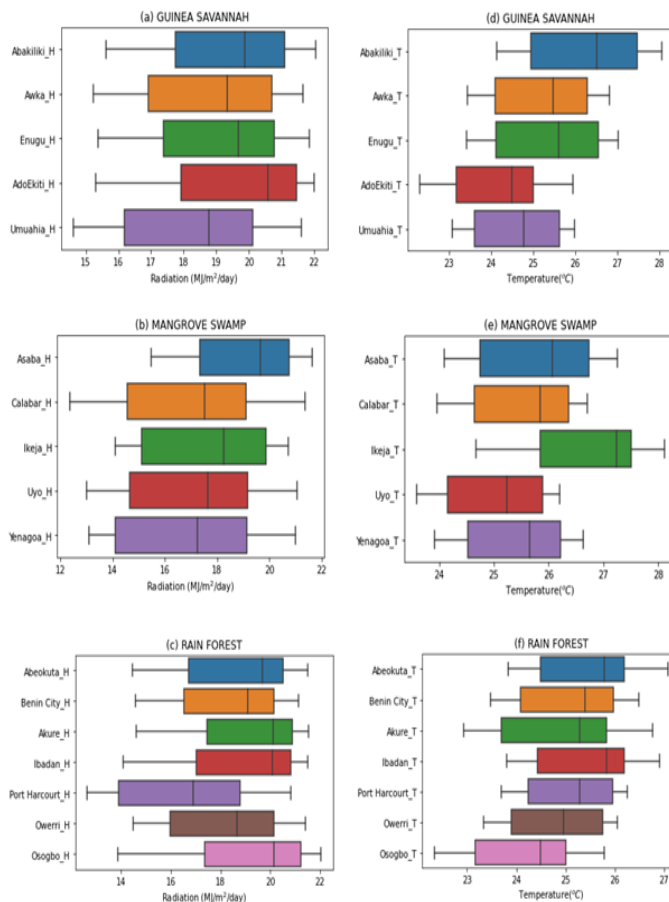 (a) GUINEA SAVANNAH
Abakiliki_H
Awka_H
Enugu_H
AdoEkiti_H
Umuahia_H
15 16 17 18 19 20 21 22
Radiation (MJ/m²/day)
(d) GUINEA SAVANNAH
Abakiliki_T
Awka_T
Enugu_T
AdoEkiti_T
Umuahia_T
23 24 25 26 27 28
Temperature(°C)
(b) MANGROVE SWAMP
Asaba_H
Calabar_H
Ikeja_H
Uyo_H
Yenagoa_H
12 14 16 18 20 22
Radiation (MJ/m²/day)
(e) MANGROVE SWAMP
Asaba_T
Calabar_T
Ikeja_T
Uyo_T
Yenagoa_T
24 25 26 27 28
Temperature(°C)
(c) RAIN FOREST
Abeokuta_H
Benin City_H
Akure_H
Ibadan_H
Port Harcourt_H
Owerri_H
Osogbo_H
14 16 18 20 22
Radiation (MJ/m²/day)
(f) RAIN FOREST
Abeokuta_T
Benin City_T
Akure_T
Ibadan_T
Port Harcourt_T
Owerri_T
Osogbo_T
23 24 25 26 27
Temperature(°C)